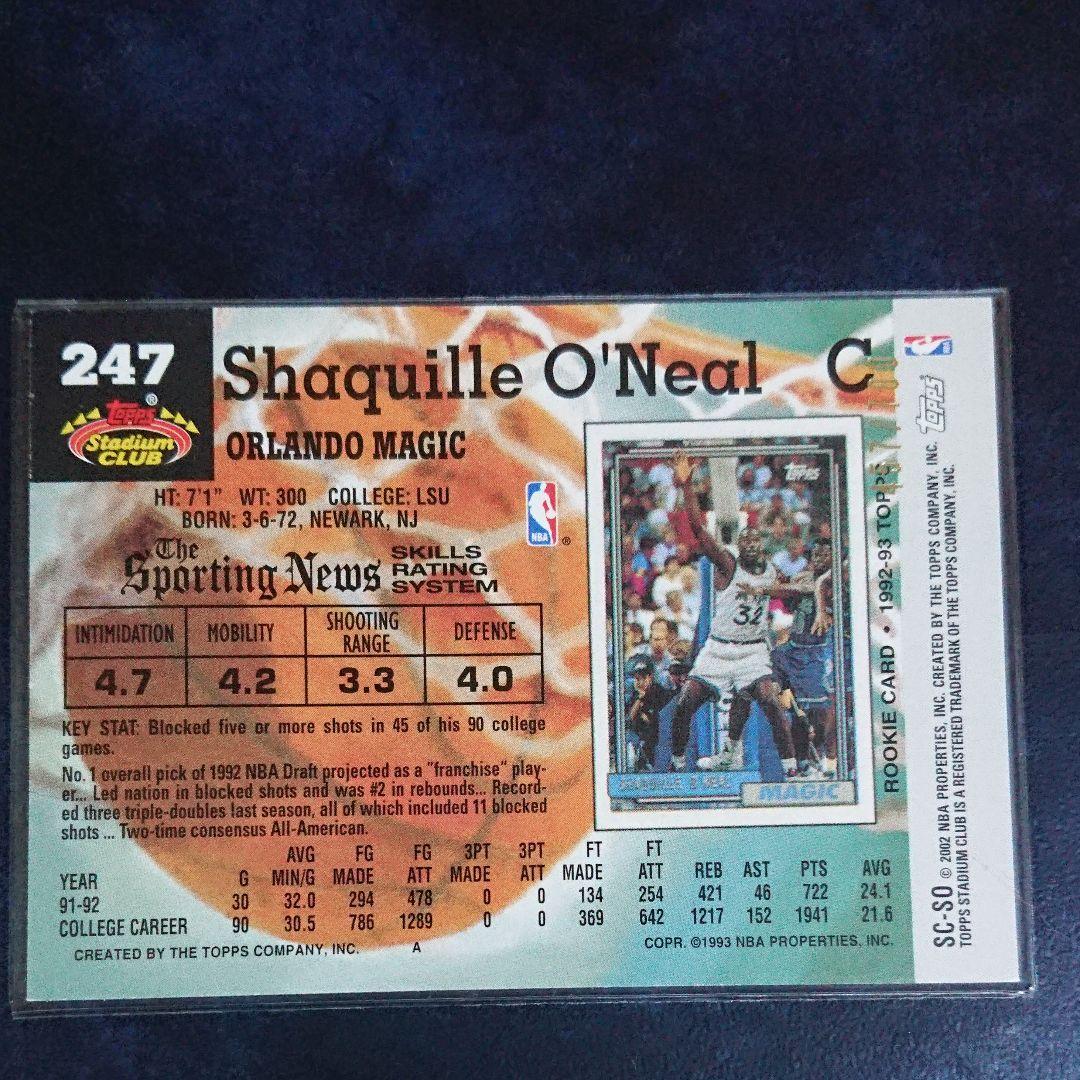 247
Shaquille O'Neal C
TOPPS ®
Stadium
CLUB
ORLANDO MAGIC
HT: 7'1" WT: 300 COLLEGE: LSU
BORN: 3-6-72, NEWARK, NJ
NBA ®
The
Sporting News
SKILLS
RATING
SYSTEM
INTIMIDATION MOBILITY SHOOTING RANGE DEFENSE
4.7 4.2 3.3 4.0
KEY STAT: Blocked five or more shots in 45 of his 90 college
games.
No. 1 overall pick of 1992 NBA Draft projected as a "franchise" play-
er... Led nation in blocked shots and was #2 in rebounds... Record-
ed three triple-doubles last season, all of which included 11 blocked
shots ... Two-time consensus All-American.
YEAR G AVG MIN/G FG MADE FG ATT 3PT MADE 3PT ATT FT MADE FT ATT REB AST PTS AVG
91-92 30 32.0 294 478 0 0 134 254 421 46 722 24.1
COLLEGE CAREER 90 30.5 786 1289 0 0 369 642 1217 152 1941 21.6
CREATED BY THE TOPPS COMPANY, INC. A COPR. ©1993 NBA PROPERTIES, INC.
TOPPS
32
MAGIC
ROOKIE CARD • 1992-93 TOPPS
NBA
Topps
SC-SO © 2002 NBA PROPERTIES, INC. CREATED BY THE TOPPS COMPANY, INC.
TOPPS STADIUM CLUB IS A REGISTERED TRADEMARK OF THE TOPPS COMPANY, INC.